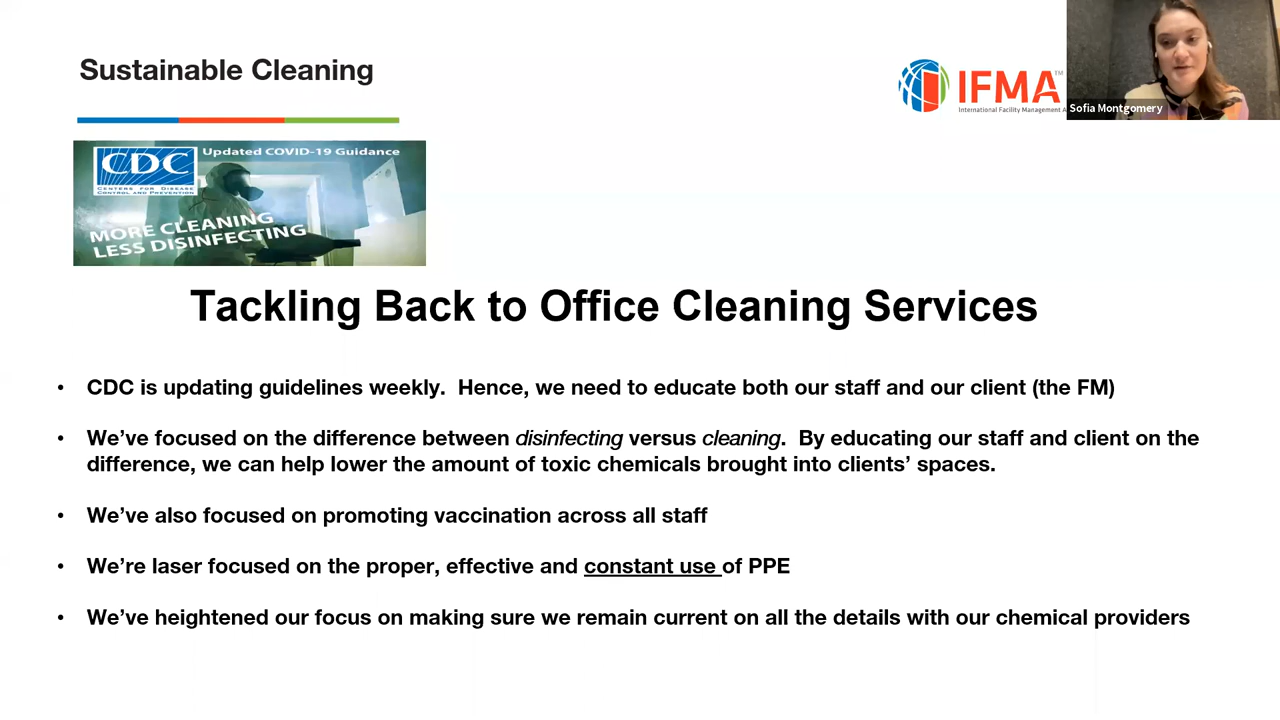 Sustainable Cleaning
IFMA™
International Facility Management
Sofia Montgomery
CDC
CENTERS FOR DISEASE
CONTROL AND PREVENTION
Updated COVID-19 Guidance
MORE CLEANING
LESS DISINFECTING
Tackling Back to Office Cleaning Services
• CDC is updating guidelines weekly.  Hence, we need to educate both our staff and our client (the FM)
• We’ve focused on the difference between disinfecting versus cleaning.  By educating our staff and client on the
difference, we can help lower the amount of toxic chemicals brought into clients’ spaces.
• We’ve also focused on promoting vaccination across all staff
• We’re laser focused on the proper, effective and constant use of PPE
• We’ve heightened our focus on making sure we remain current on all the details with our chemical providers